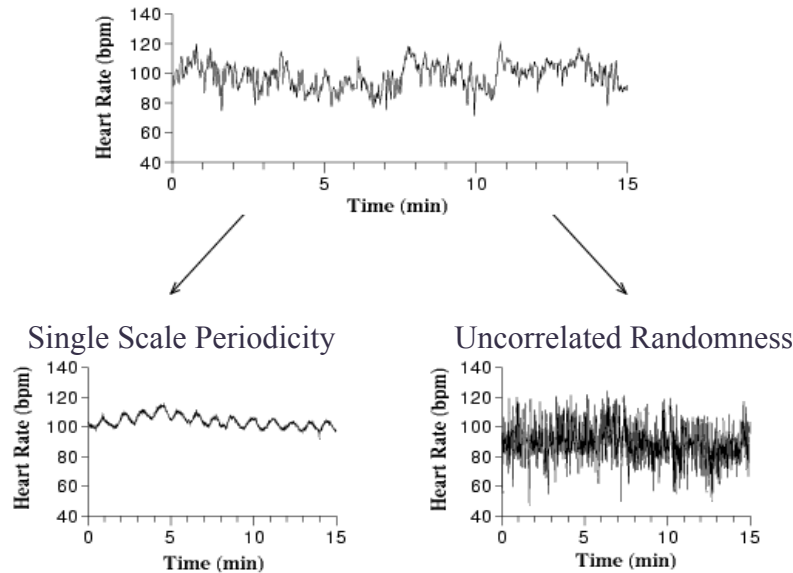 140
120
100
80
60
40
Heart Rate (bpm)
0 5 10 15
Time (min)
Single Scale Periodicity
Uncorrelated Randomness
140
120
100
80
60
40
Heart Rate (bpm)
0 5 10 15
Time (min)
140
120
100
80
60
40
Heart Rate (bpm)
0 5 10 15
Time (min)